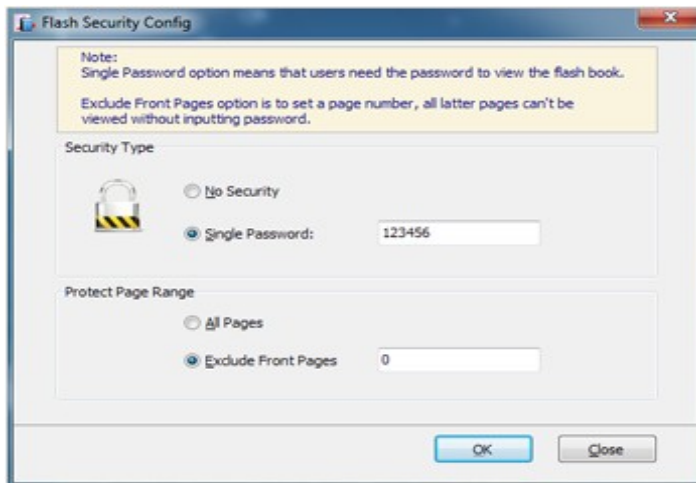 Flash Security Config
Note:
Single Password option means that users need the password to view the flash book.
Exclude Front Pages option is to set a page number, all latter pages can't be
viewed without inputting password.
Security Type
No Security
Single Password:
123456
Protect Page Range
All Pages
Exclude Front Pages
0
OK
Close